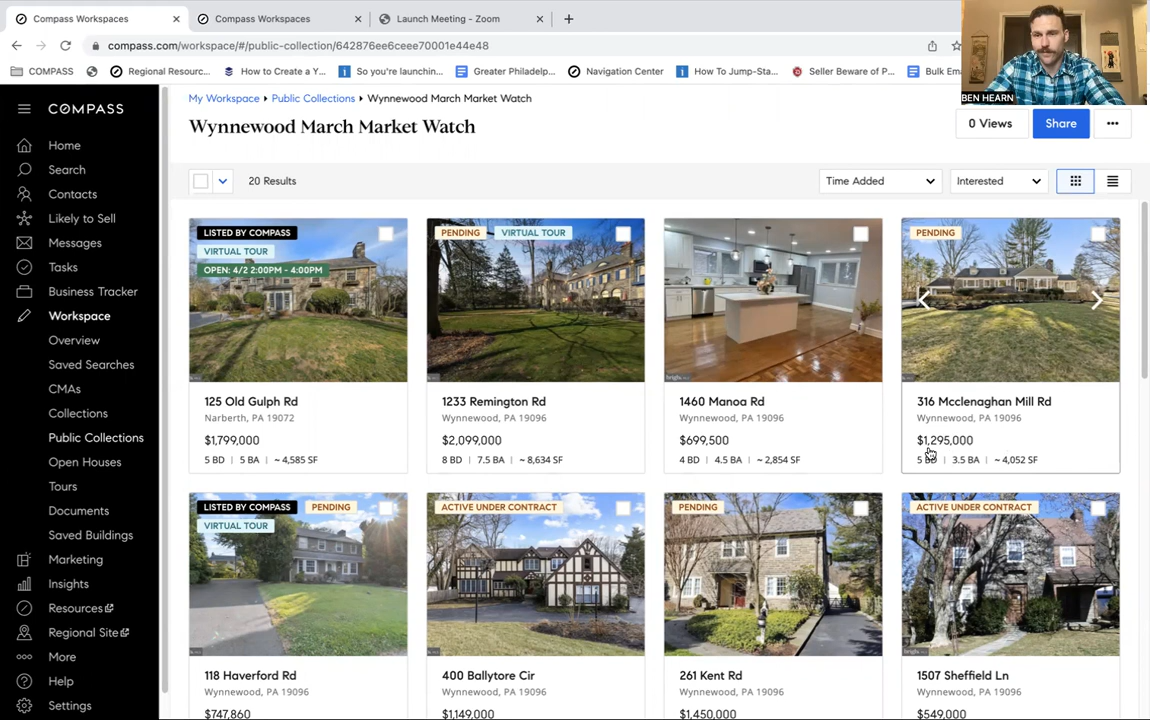 Compass Workspaces
Compass Workspaces
Launch Meeting - Zoom
compass.com/workspace/#/public-collection/642876ee6ceee70001e44e48
COMPASS
Regional Resourc...
How to Create a Y...
So you're launchin...
Greater Philadelp...
Navigation Center
How To Jump-Sta...
Seller Beware of P...
Bulk Ema
BEN HEARN
COMPASS
Home
Search
Contacts
Likely to Sell
Messages
Tasks
Business Tracker
Workspace
Overview
Saved Searches
CMAs
Collections
Public Collections
Open Houses
Tours
Documents
Saved Buildings
Marketing
Insights
Resources
Regional Site
More
Help
Settings
My Workspace
Public Collections
Wynnewood March Market Watch
Wynnewood March Market Watch
0 Views
Share
20 Results
Time Added
Interested
LISTED BY COMPASS
VIRTUAL TOUR
OPEN: 4/2 2:00PM - 4:00PM
125 Old Gulph Rd
Narberth, PA 19072
$1,799,000
5 BD | 5 BA | ~ 4,585 SF
PENDING
VIRTUAL TOUR
1233 Remington Rd
Wynnewood, PA 19096
$2,099,000
8 BD | 7.5 BA | ~ 8,634 SF
1460 Manoa Rd
Wynnewood, PA 19096
$699,500
4 BD | 4.5 BA | ~ 2,854 SF
PENDING
316 Mcclenaghan Mill Rd
Wynnewood, PA 19096
$1,295,000
5 BD | 3.5 BA | ~ 4,052 SF
LISTED BY COMPASS
PENDING
VIRTUAL TOUR
118 Haverford Rd
Wynnewood, PA 19096
$747,860
ACTIVE UNDER CONTRACT
400 Ballytore Cir
Wynnewood, PA 19096
$1,149,000
PENDING
261 Kent Rd
Wynnewood, PA 19096
$1,450,000
ACTIVE UNDER CONTRACT
1507 Sheffield Ln
Wynnewood, PA 19096
$549,000